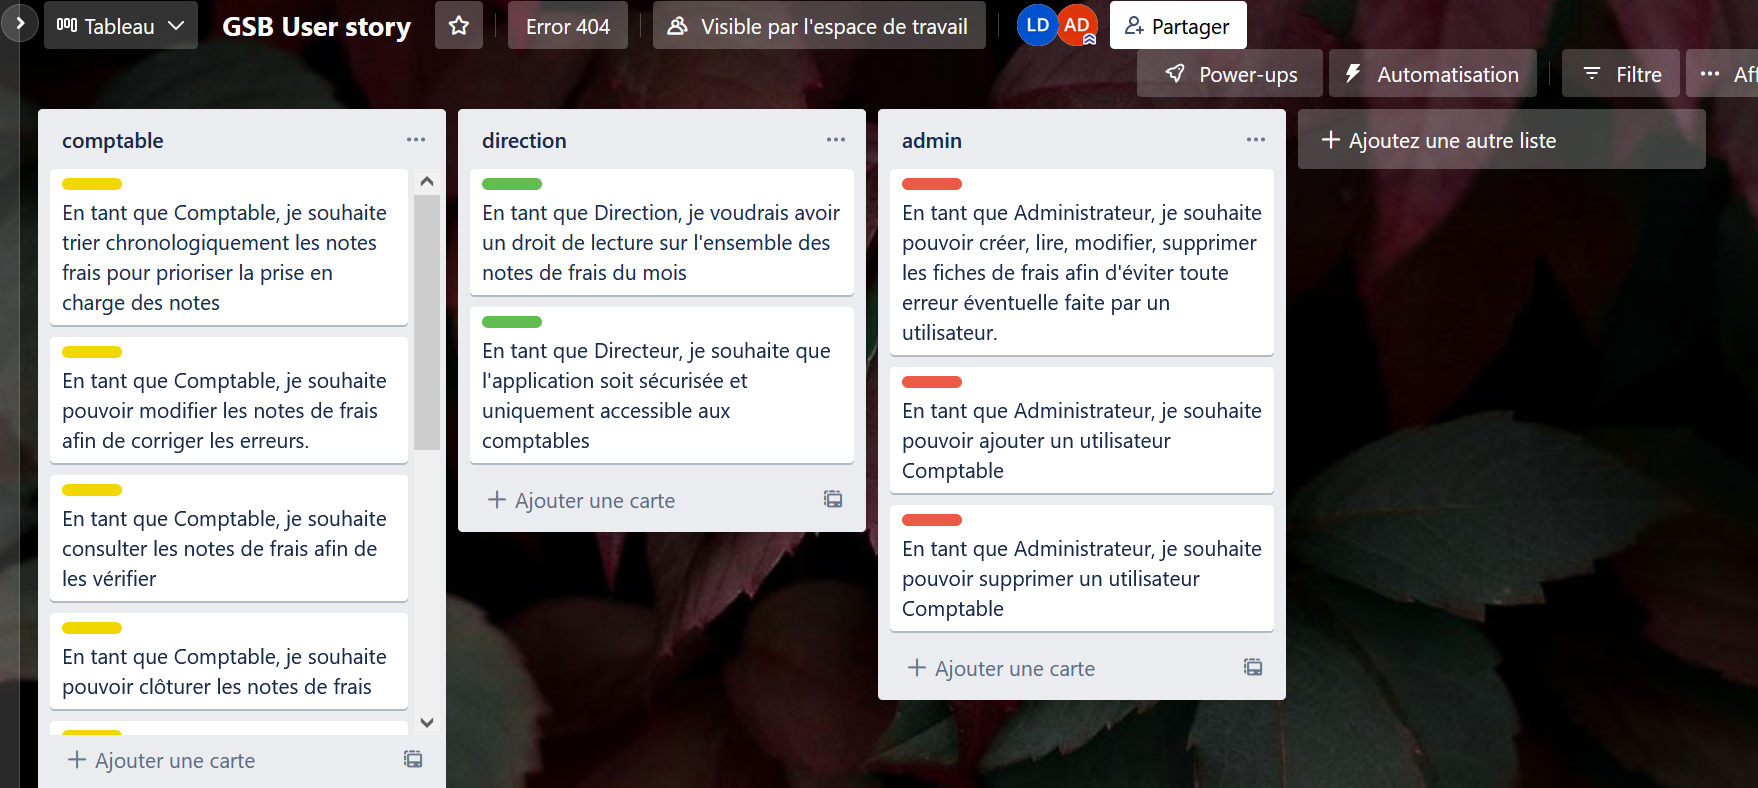 Tableau
GSB User story
Error 404
Visible par l'espace de travail
LD
AD
Partager
Power-ups
Automatisation
Filtre
comptable
En tant que Comptable, je souhaite
trier chronologiquement les notes
frais pour prioriser la prise en
charge des notes
En tant que Comptable, je souhaite
pouvoir modifier les notes de frais
afin de corriger les erreurs.
En tant que Comptable, je souhaite
consulter les notes de frais afin de
les vérifier
En tant que Comptable, je souhaite
pouvoir clôturer les notes de frais
Ajouter une carte
direction
En tant que Direction, je voudrais avoir
un droit de lecture sur l'ensemble des
notes de frais du mois
En tant que Directeur, je souhaite que
l'application soit sécurisée et
uniquement accessible aux
comptables
Ajouter une carte
admin
En tant que Administrateur, je souhaite
pouvoir créer, lire, modifier, supprimer
les fiches de frais afin d'éviter toute
erreur éventuelle faite par un
utilisateur.
En tant que Administrateur, je souhaite
pouvoir ajouter un utilisateur
Comptable
En tant que Administrateur, je souhaite
pouvoir supprimer un utilisateur
Comptable
Ajouter une carte
Ajoutez une autre liste